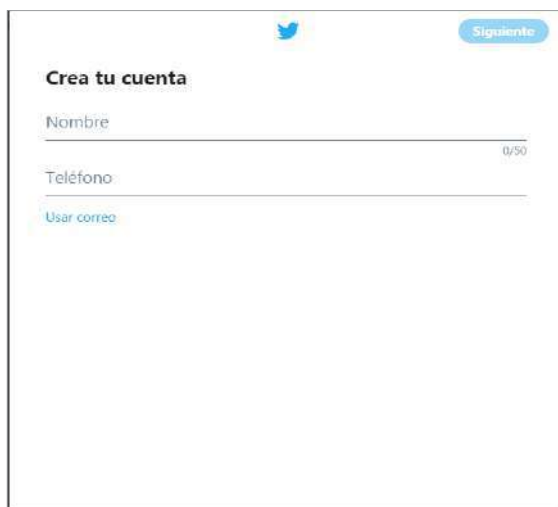 Siguiente
Crea tu cuenta
Nombre
0/50
Teléfono
Usar correo